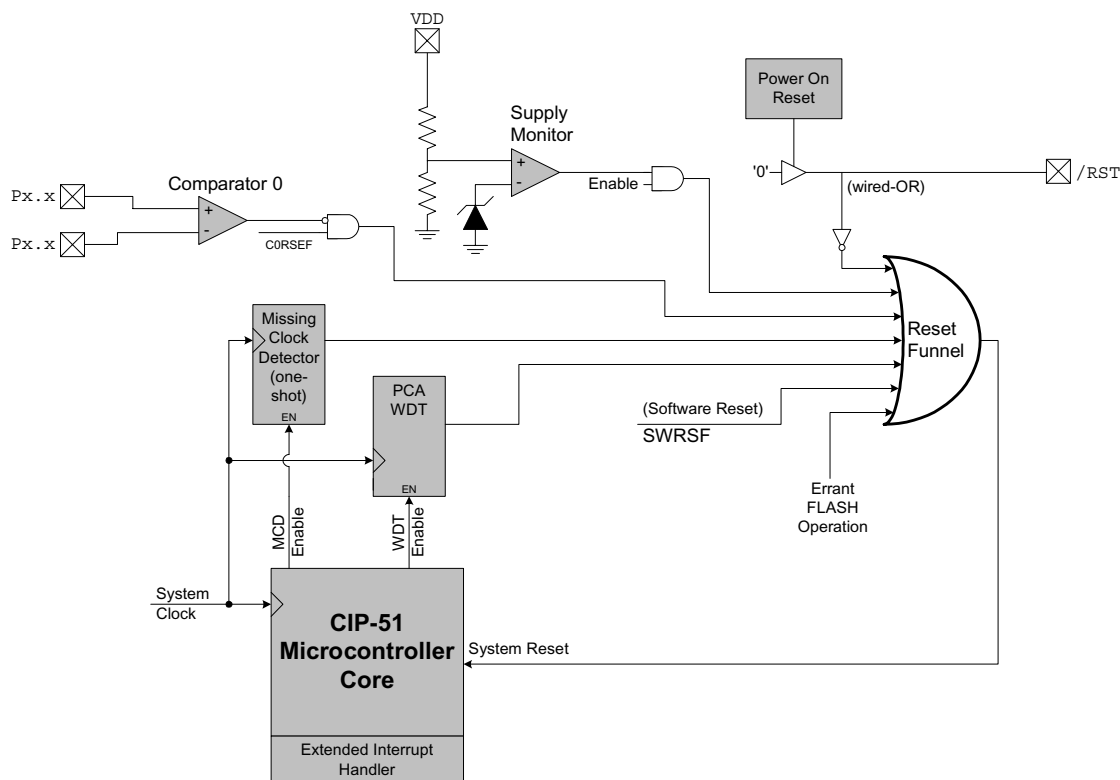 VDD
Power On
Reset
Supply
Monitor
+
-
Enable
'0'
/RST
(wired-OR)
Px.x
Comparator 0
+
-
Px.x
C0RSEF
Missing
Clock
Detector
(one-
shot)
EN
PCA
WDT
EN
Reset
Funnel
(Software Reset)
SWRSF
Errant
FLASH
Operation
MCD
Enable
WDT
Enable
System
Clock
CIP-51
Microcontroller
Core
System Reset
Extended Interrupt
Handler